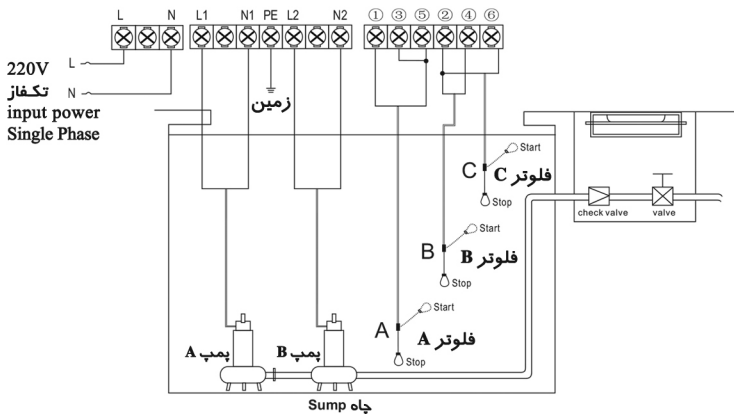 L N L1 N1 PE L2 N2 ① ③ ⑤ ② ④ ⑥
220V L
تکفاز N
input power
Single Phase
زمین
Start
C فلوتر C
Stop
check valve valve
Start
B فلوتر B
Stop
Start
A فلوتر A
Stop
پمپ A
پمپ B
Sump چاه